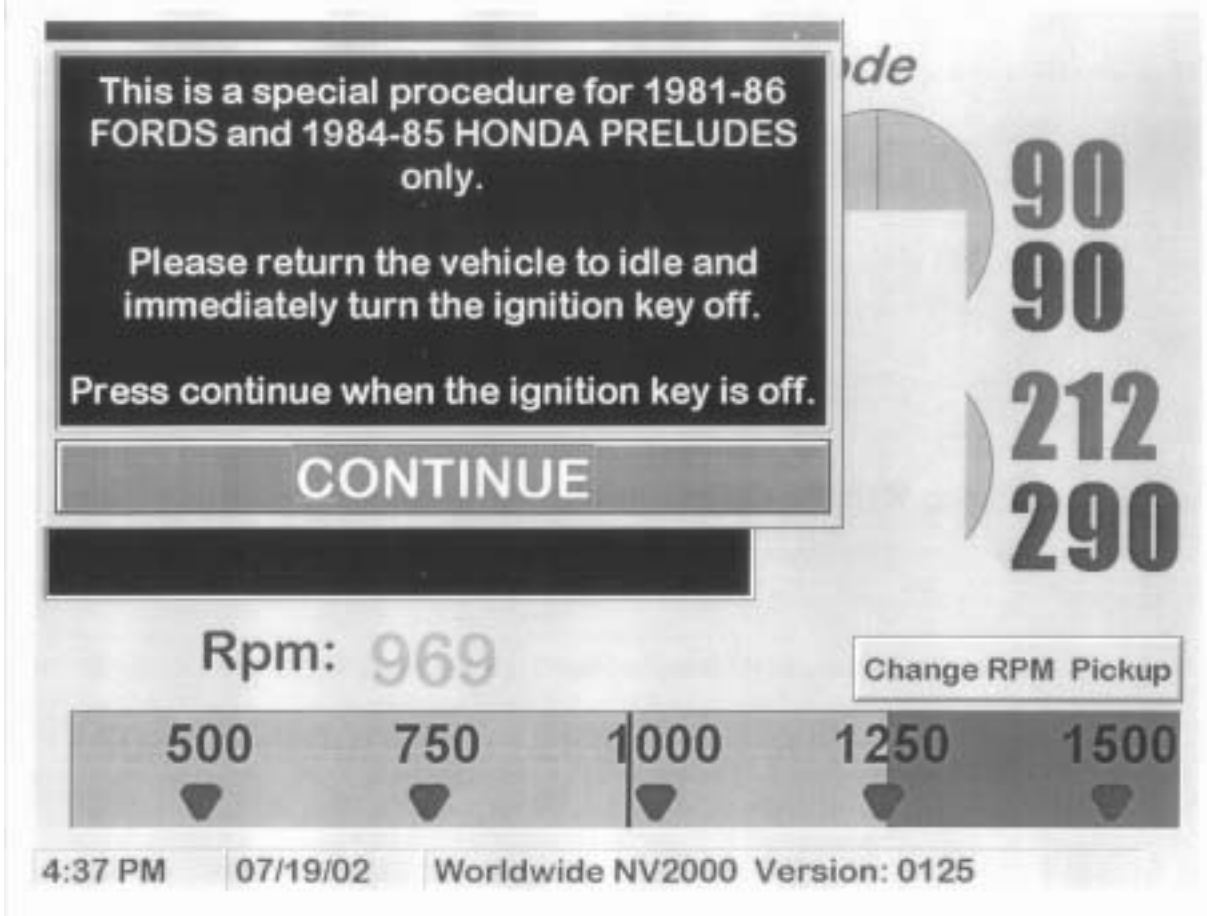 This is a special procedure for 1981-86
FORDS and 1984-85 HONDA PRELUDES
only.
Please return the vehicle to idle and
immediately turn the ignition key off.
Press continue when the ignition key is off.
CONTINUE
ode
90
90
212
290
Rpm: 969
Change RPM Pickup
500 750 1000 1250 1500
4:37 PM 07/19/02 Worldwide NV2000 Version: 0125